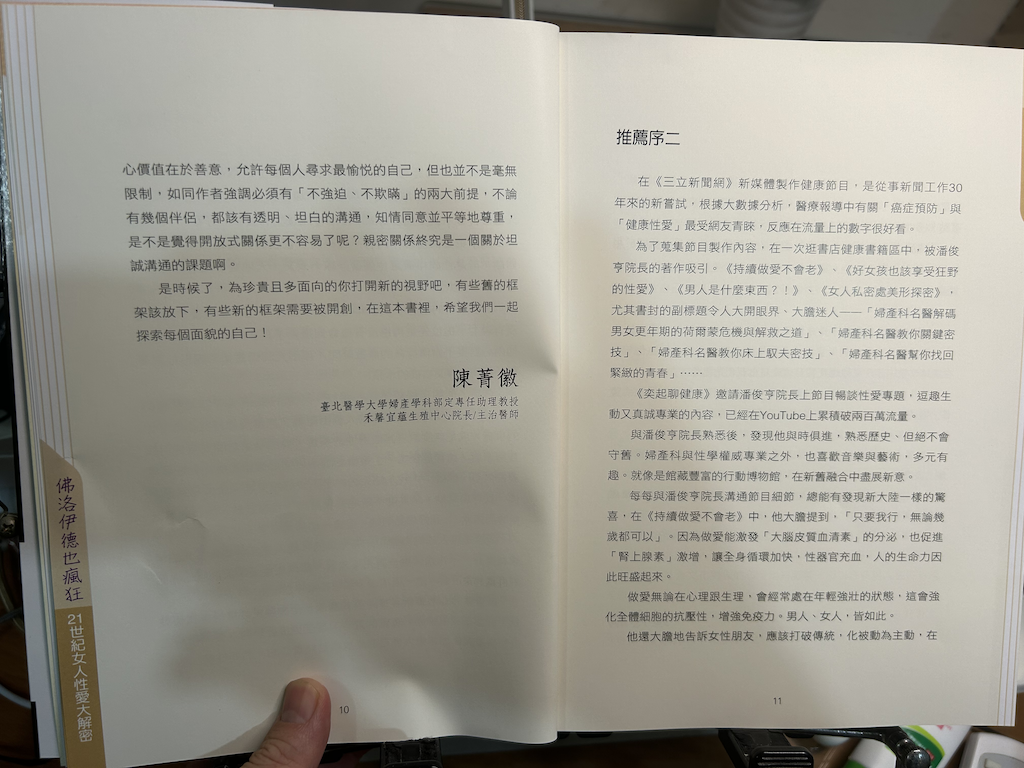 心價值在於善意，允許每個人尋求最愉悅的自己，但也並不是毫無
限制，如同作者強調必須有「不強迫、不欺瞞」的兩大前提，不論
有幾個伴侶，都該有透明、坦白的溝通，知情同意並平等地尊重，
是不是覺得開放式關係更不容易了呢？親密關係終究是一個關於坦
誠溝通的課題啊。
是時候了，為珍貴且多面向的你打開新的視野吧，有些舊的框
架該放下，有些新的框架需要被開創，在這本書裡，希望我們一起
探索每個面貌的自己！
陳菁徽
臺北醫學大學婦產學科部定專任助理教授
禾馨宜蘊生殖中心院長/主治醫師
佛洛伊德也瘋狂
21世紀女人性愛大解密
10
推薦序二
在《三立新聞網》新媒體製作健康節目，是從事新聞工作30
年來的新嘗試，根據大數據分析，醫療報導中有關「癌症預防」與
「健康性愛」最受網友青睞，反應在流量上的數字很好看。
為了蒐集節目製作內容，在一次逛書店健康書籍區中，被潘俊
亨院長的著作吸引。《持續做愛不會老》、《好女孩也該享受狂野
的性愛》、《男人是什麼東西？！》、《女人私密處美形探密》，
尤其書封的副標題令人大開眼界、大膽迷人——「婦產科名醫解碼
男女更年期的荷爾蒙危機與解救之道」、「婦產科名醫教你關鍵密
技」、「婦產科名醫教你床上馭夫密技」、「婦產科名醫幫你找回
緊緻的青春」……
《奕起聊健康》邀請潘俊亨院長上節目暢談性愛專題，逗趣生
動又真誠專業的內容，已經在YouTube上累積破兩百萬流量。
與潘俊亨院長熟悉後，發現他與時俱進，熟悉歷史、但絕不會
守舊。婦產科與性學權威專業之外，也喜歡音樂與藝術，多元有
趣。就像是館藏豐富的行動博物館，在新舊融合中盡展新意。
每每與潘俊亨院長溝通節目細節，總能有發現新大陸一樣的驚
喜，在《持續做愛不會老》中，他大膽提到，「只要我行，無論幾
歲都可以」。因為做愛能激發「大腦皮質血清素」的分泌，也促進
「腎上腺素」激增，讓全身循環加快，性器官充血，人的生命力因
此旺盛起來。
做愛無論在心理跟生理，會經常處在年輕強壯的狀態，這會強
化全體細胞的抗壓性，增強免疫力。男人、女人，皆如此。
他還大膽地告訴女性朋友，應該打破傳統，化被動為主動，在
11